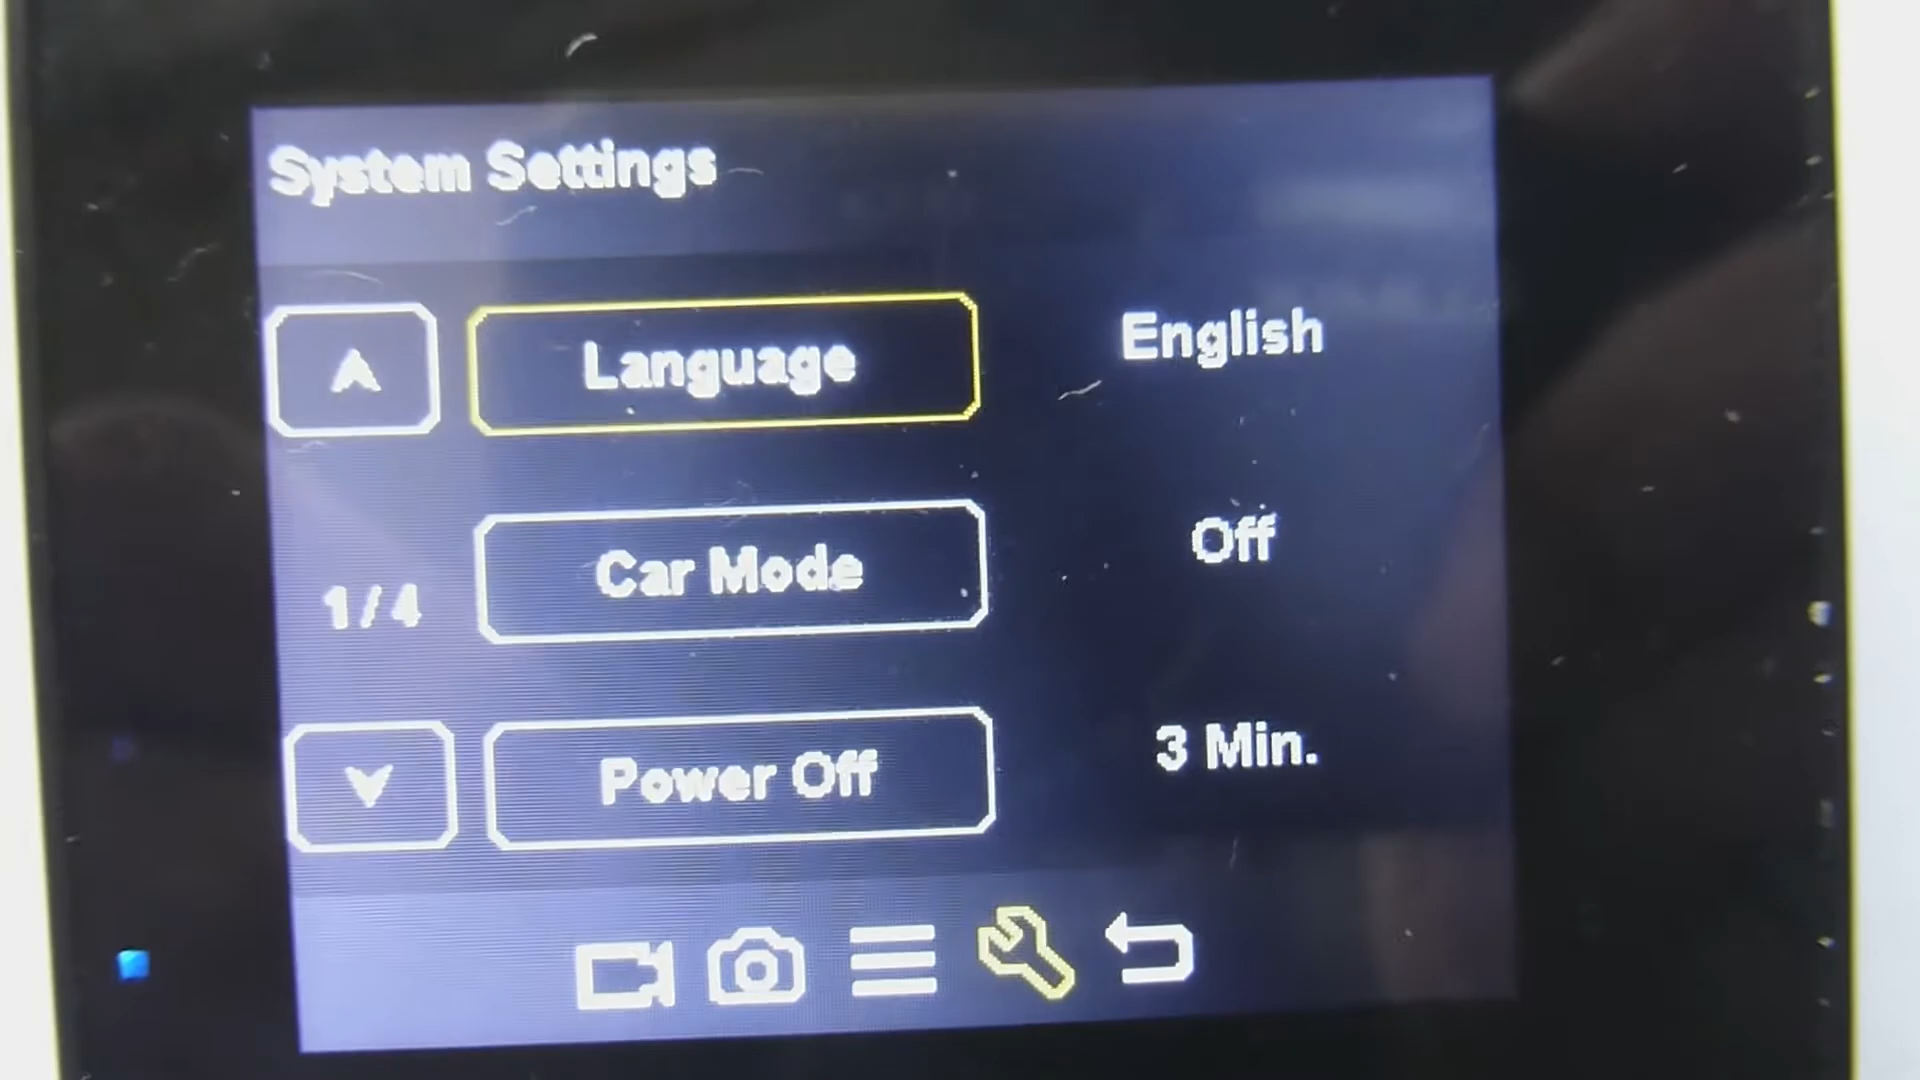 System Settings
Language English
Car Mode Off
1/4
Power Off 3 Min.